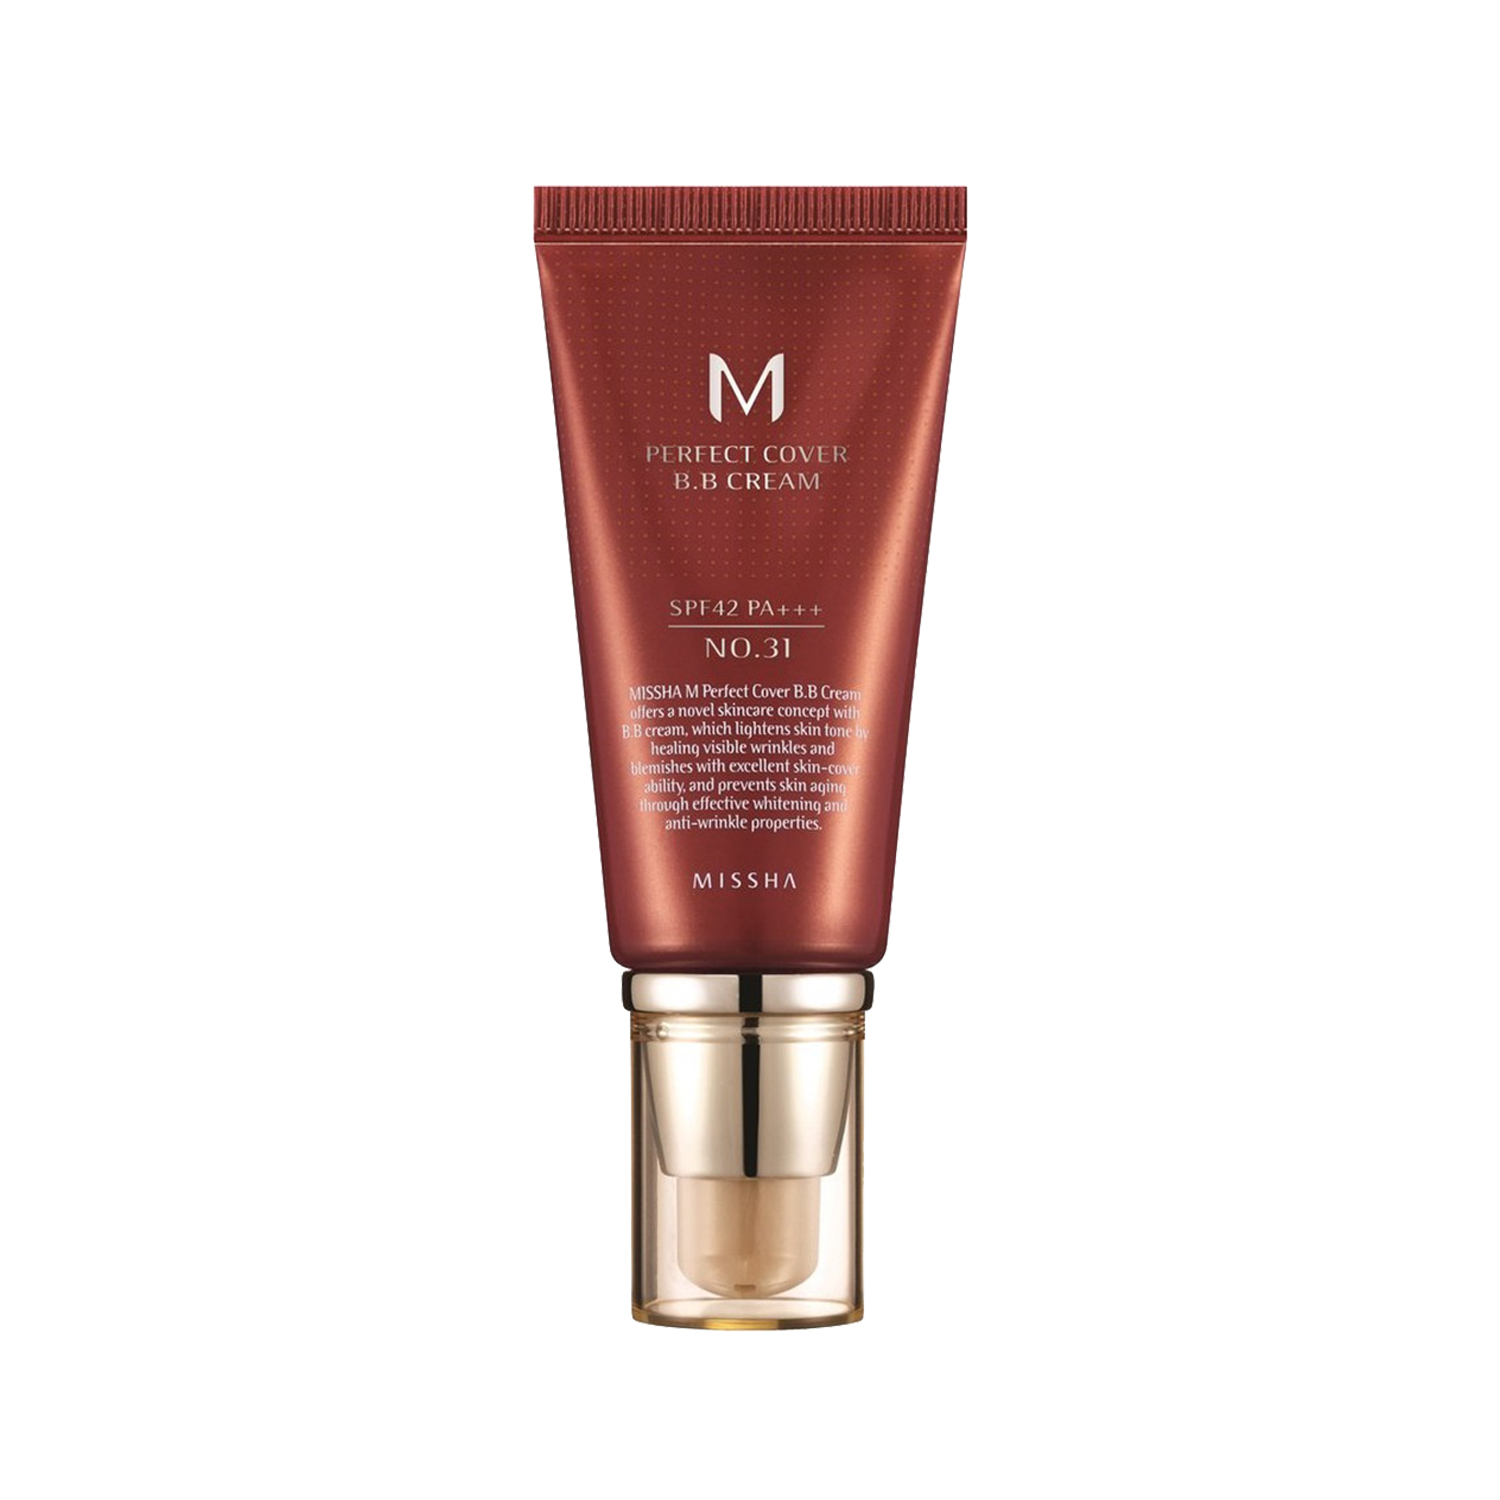 M
PERFECT COVER
B.B CREAM
SPF42 PA+++
NO.31
MISSHA M Perfect Cover B.B Cream
offers a novel skincare concept with
B.B cream, which lightens skin tone by
healing visible wrinkles and
blemishes with excellent skin-cover
ability, and prevents skin aging
through effective whitening and
anti-wrinkle properties.
MISSHA